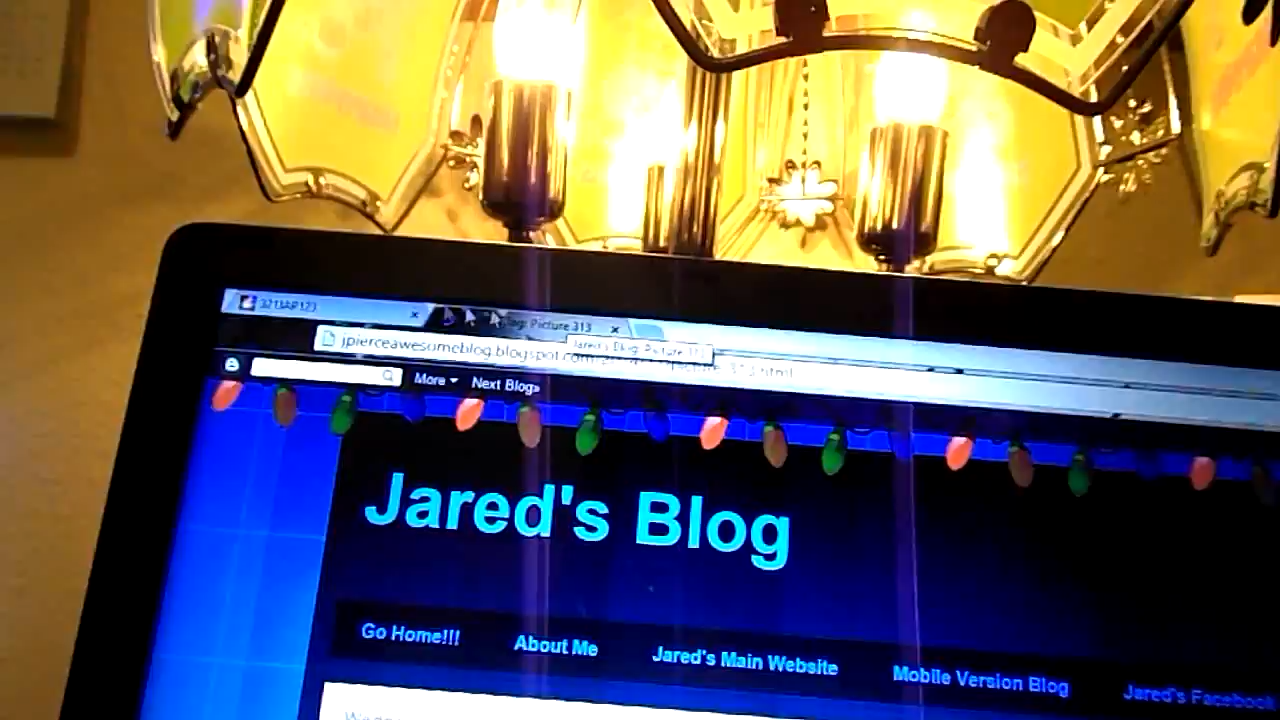 3213AR123
Blog: Picture 313
Jared's Blog: Picture 313
jpierceawesomeblog.blogspot.com
More Next Blog»
Jared's Blog
Go Home!!! About Me Jared's Main Website Mobile Version Blog Jared's Facebook